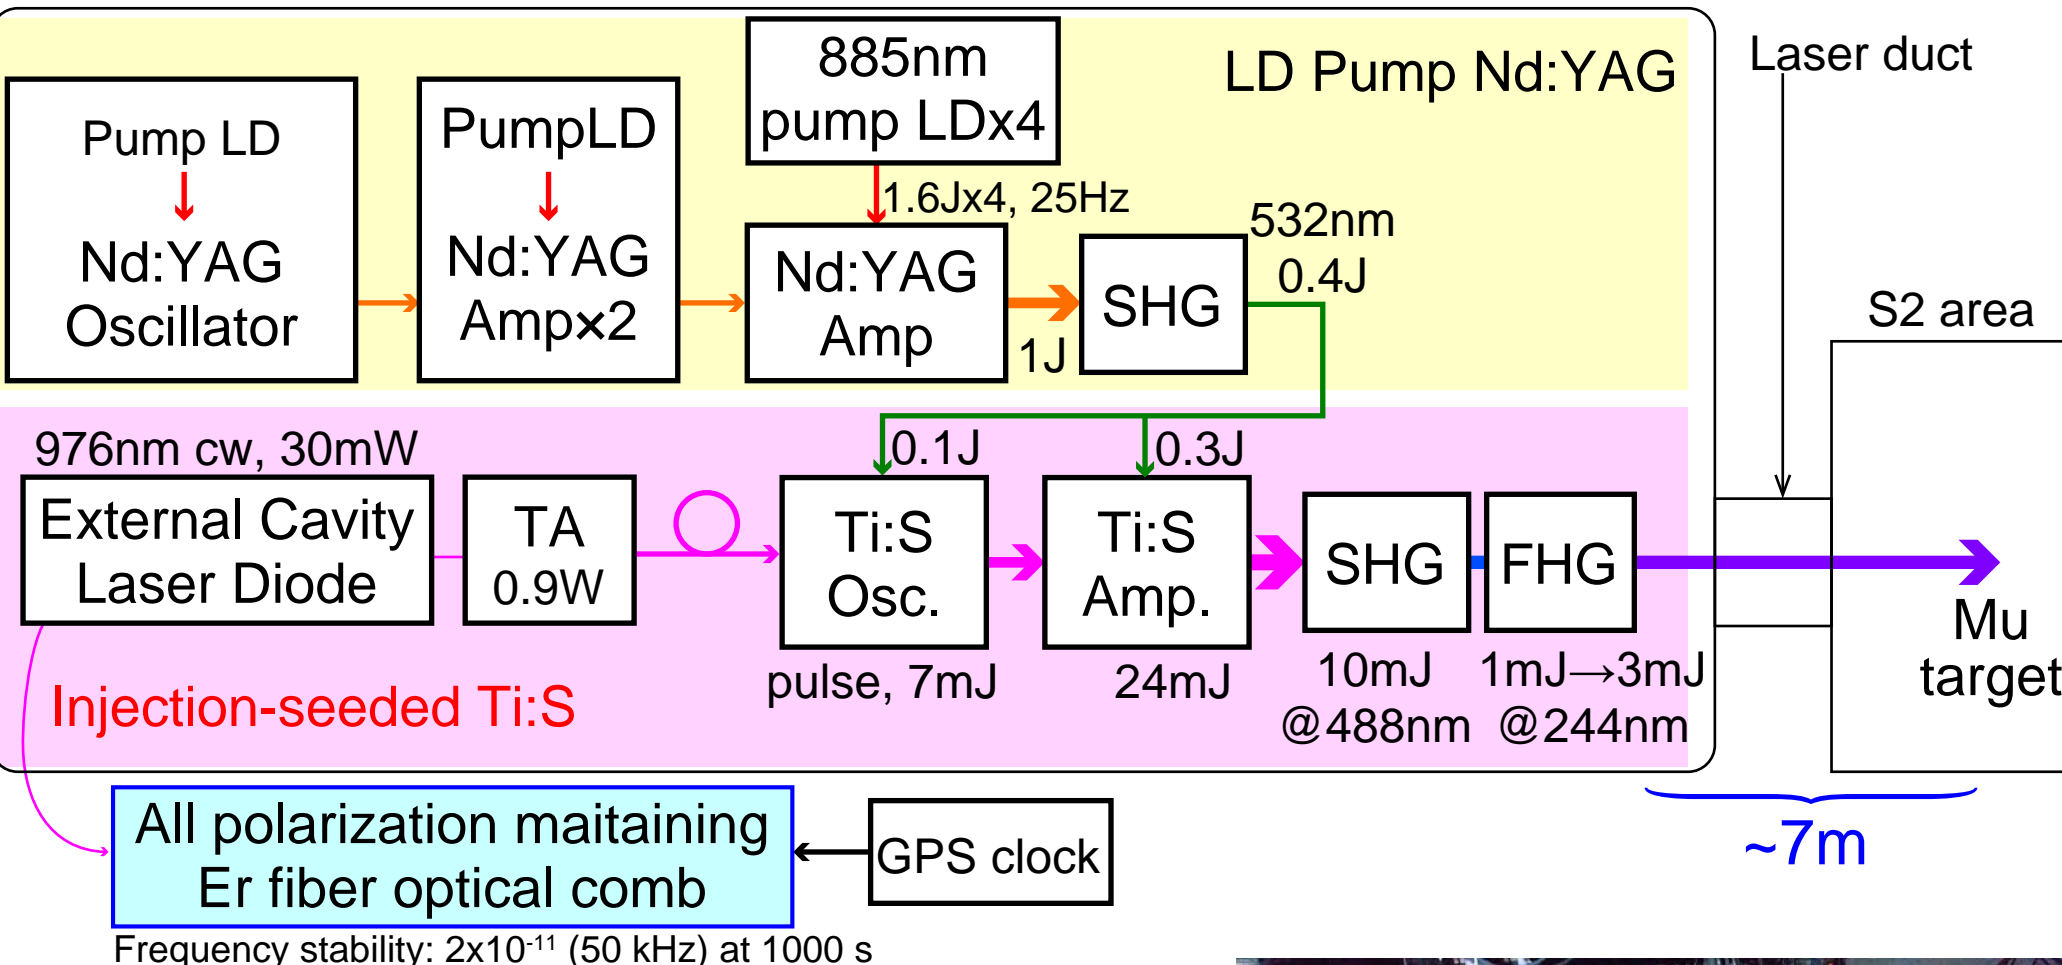 885nm
pump LDx4
LD Pump Nd:YAG
Laser duct
Pump LD
PumpLD
1.6Jx4, 25Hz
532nm
0.4J
Nd:YAG
Oscillator
Nd:YAG
Amp×2
Nd:YAG
Amp
1J
SHG
S2 area
976nm cw, 30mW
0.1J
0.3J
External Cavity
Laser Diode
TA
0.9W
Ti:S
Osc.
Ti:S
Amp.
SHG
FHG
Mu
target
pulse, 7mJ
24mJ
10mJ
@488nm
1mJ→3mJ
@244nm
Injection-seeded Ti:S
All polarization maitaining
Er fiber optical comb
GPS clock
~7m
Frequency stability: 2x10⁻¹¹ (50 kHz) at 1000 s